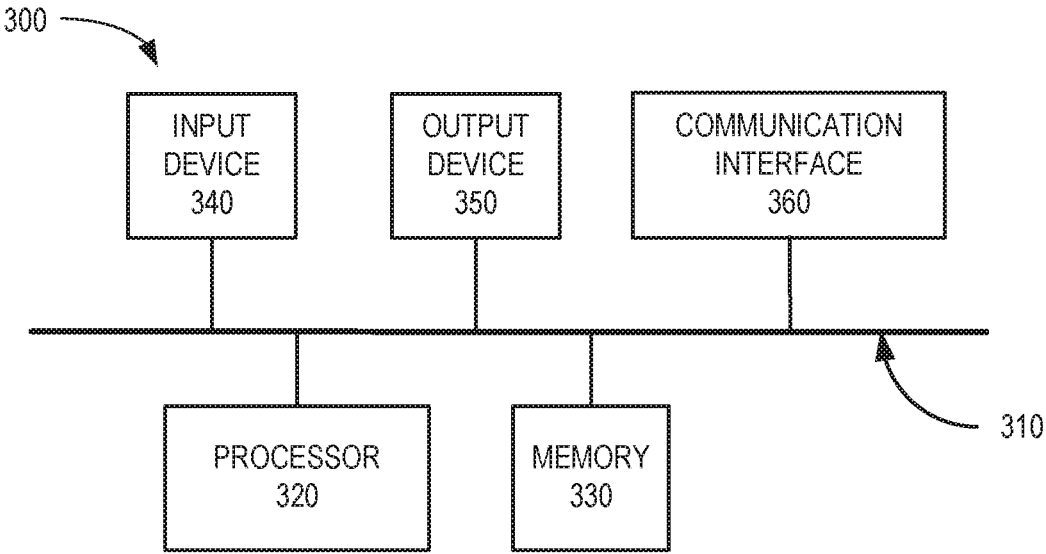 300
INPUT
DEVICE
340
OUTPUT
DEVICE
350
COMMUNICATION
INTERFACE
360
310
PROCESSOR
320
MEMORY
330